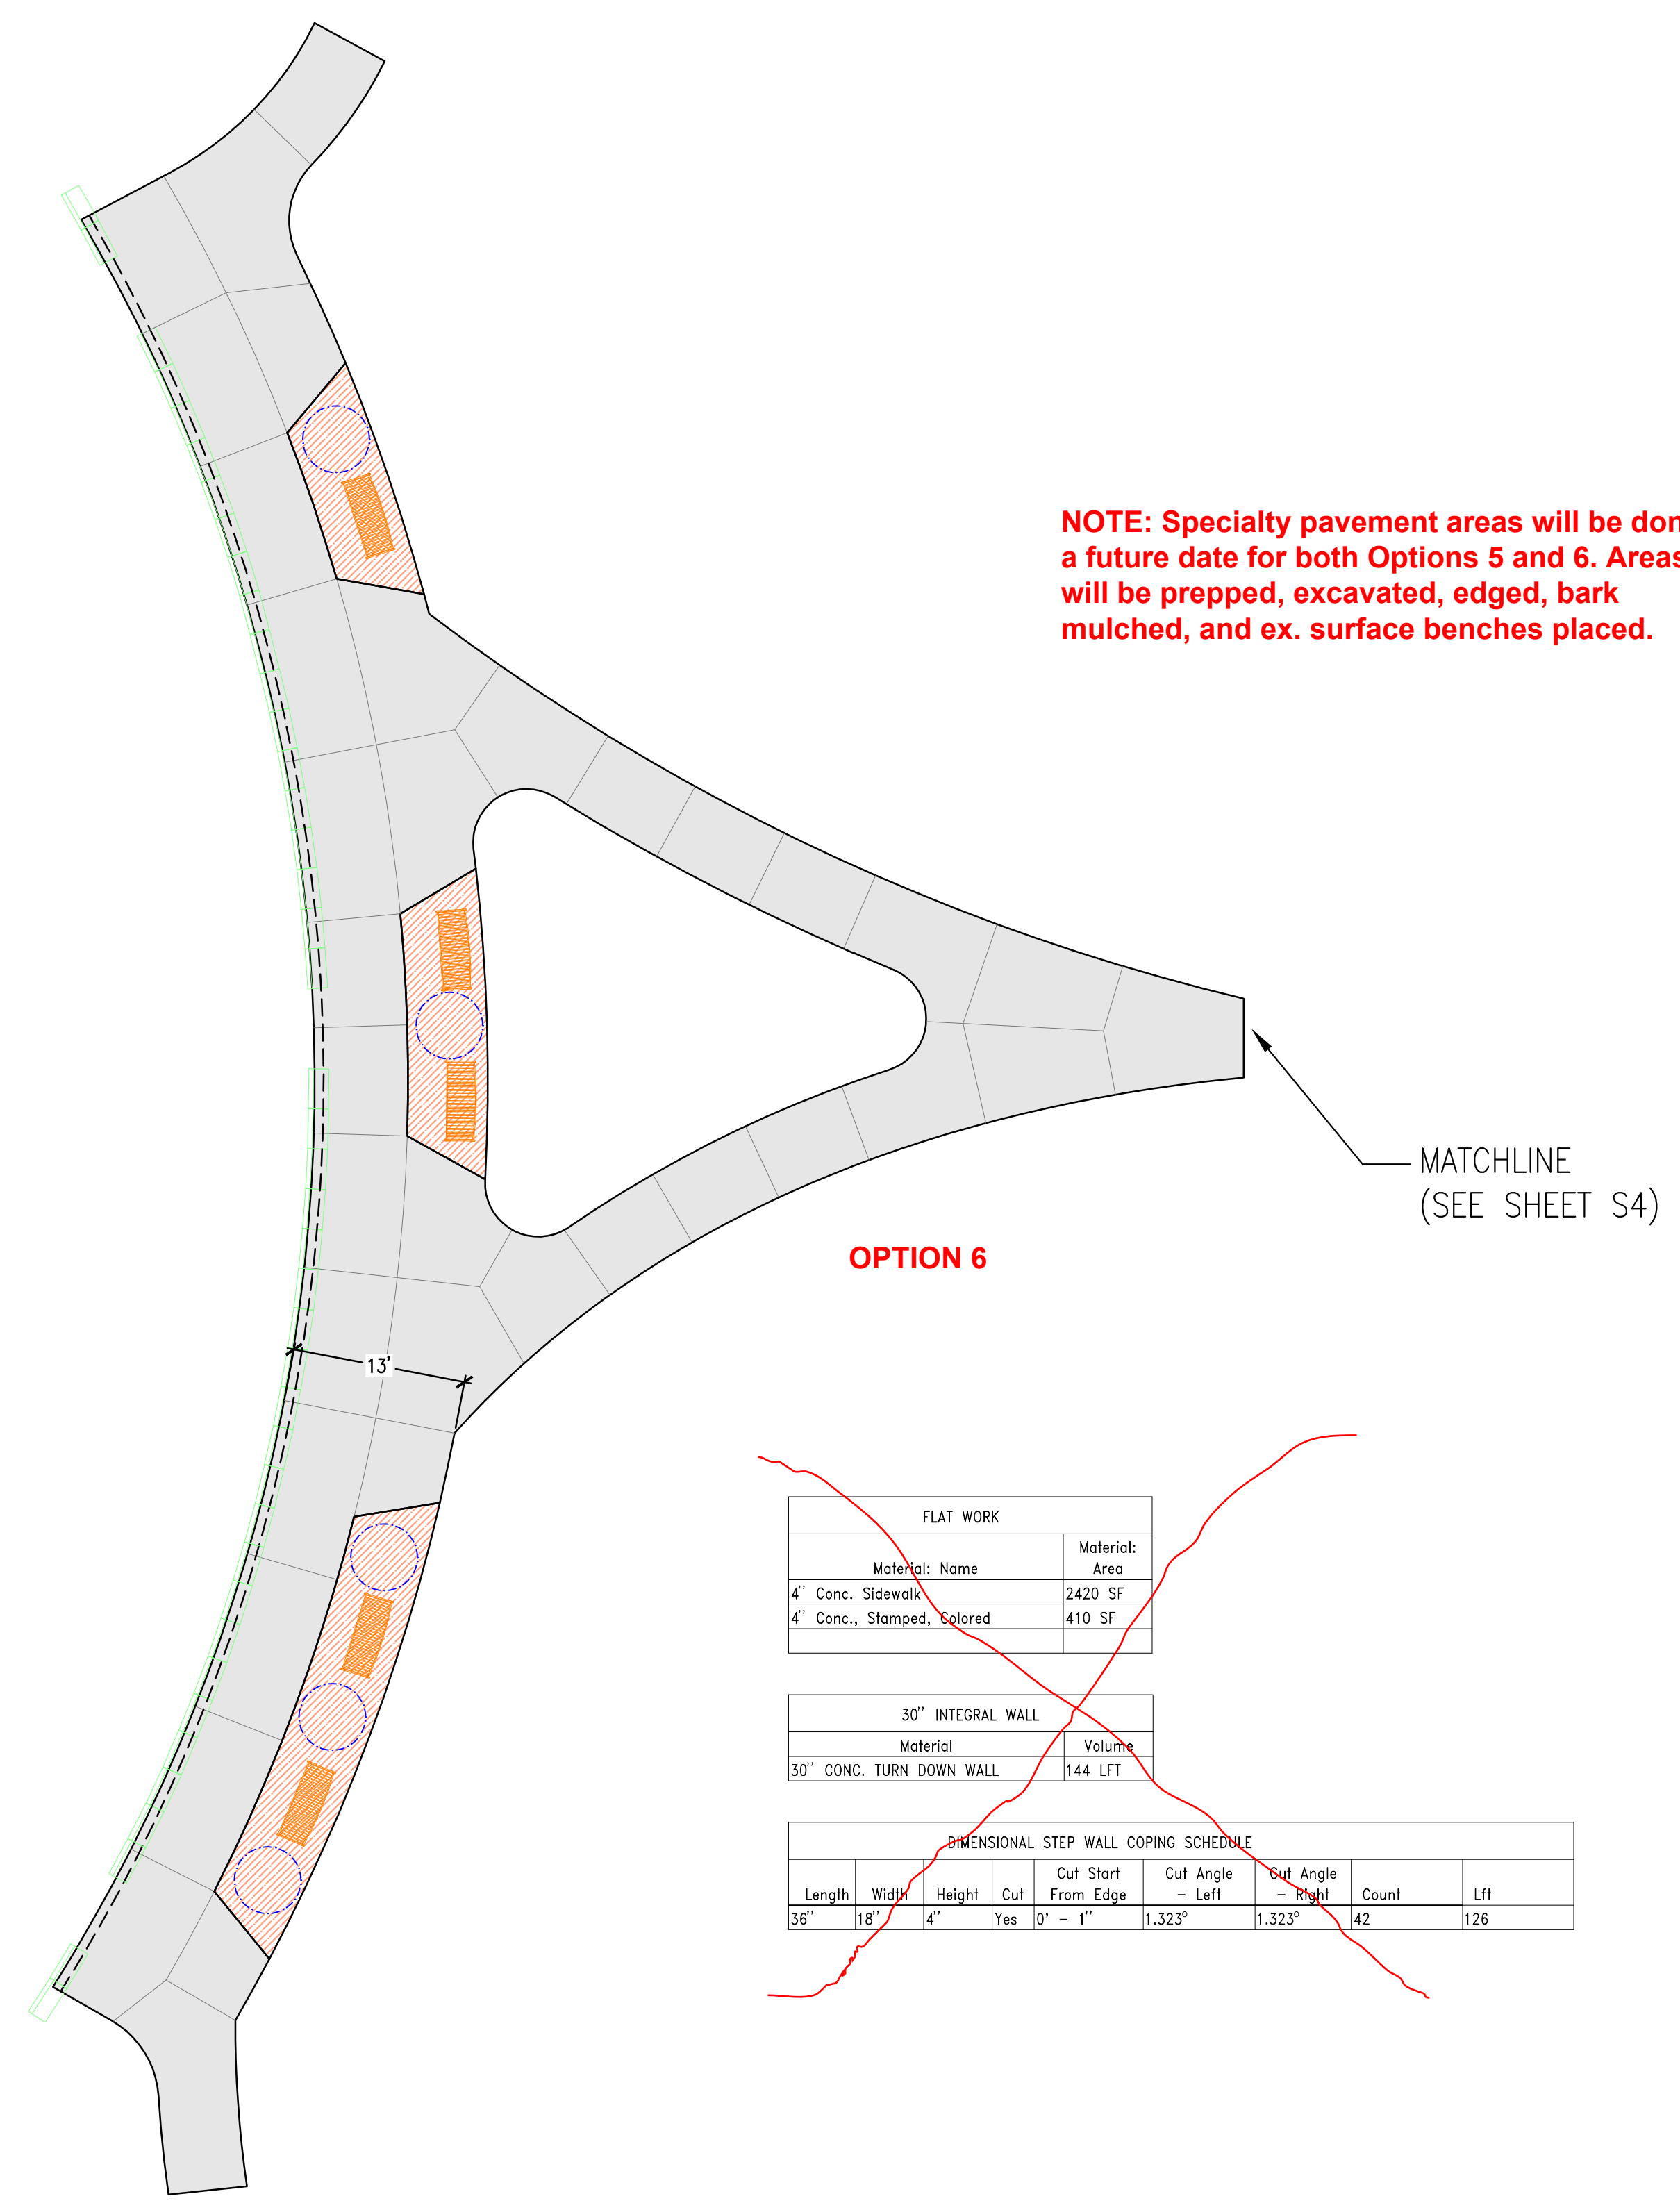 NOTE: Specialty pavement areas will be don
a future date for both Options 5 and 6. Areas
will be prepped, excavated, edged, bark
mulched, and ex. surface benches placed.
MATCHLINE
(SEE SHEET S4)
OPTION 6
13'
FLAT WORK
Material: Name Material: Area
4" Conc. Sidewalk 2420 SF
4" Conc., Stamped, Colored 410 SF
30" INTEGRAL WALL
Material Volume
30" CONC. TURN DOWN WALL 144 LFT
DIMENSIONAL STEP WALL COPING SCHEDULE
Length Width Height Cut Cut Start From Edge Cut Angle - Left Cut Angle - Right Count Lft
36" 18" 4" Yes 0' - 1" 1.323° 1.323° 42 126